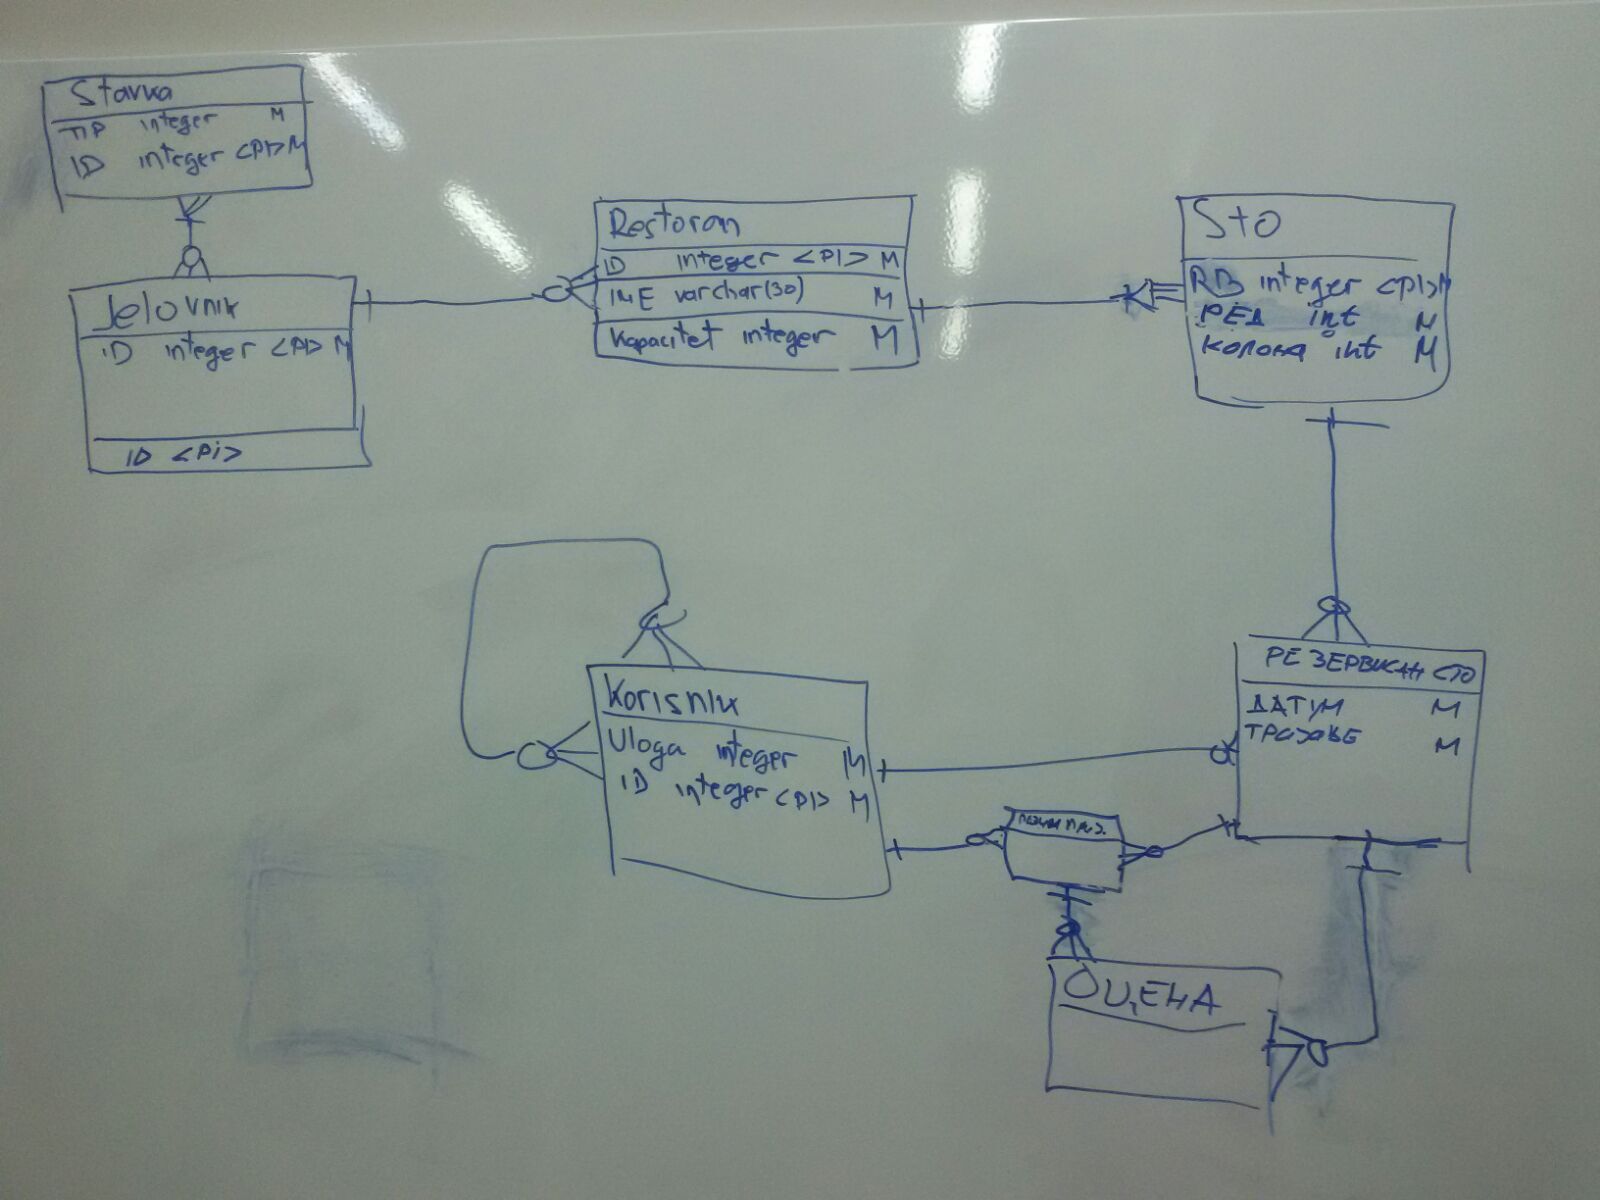 Stavka
TIP integer M
ID integer <PI> M
Jelovnik
ID integer <PI> M
ID <Pi>
Restoran
ID integer <PI> M
IME varchar(30) M
Kapacitet integer M
Sto
RB integer <PI> M
РЕД int M
колона int M
Korisnik
Uloga integer M
ID integer <PI> M
РЕЗЕРВИСАН СТО
ДАТУМ М
ТРАЈАЊЕ М
ОЦЕНА